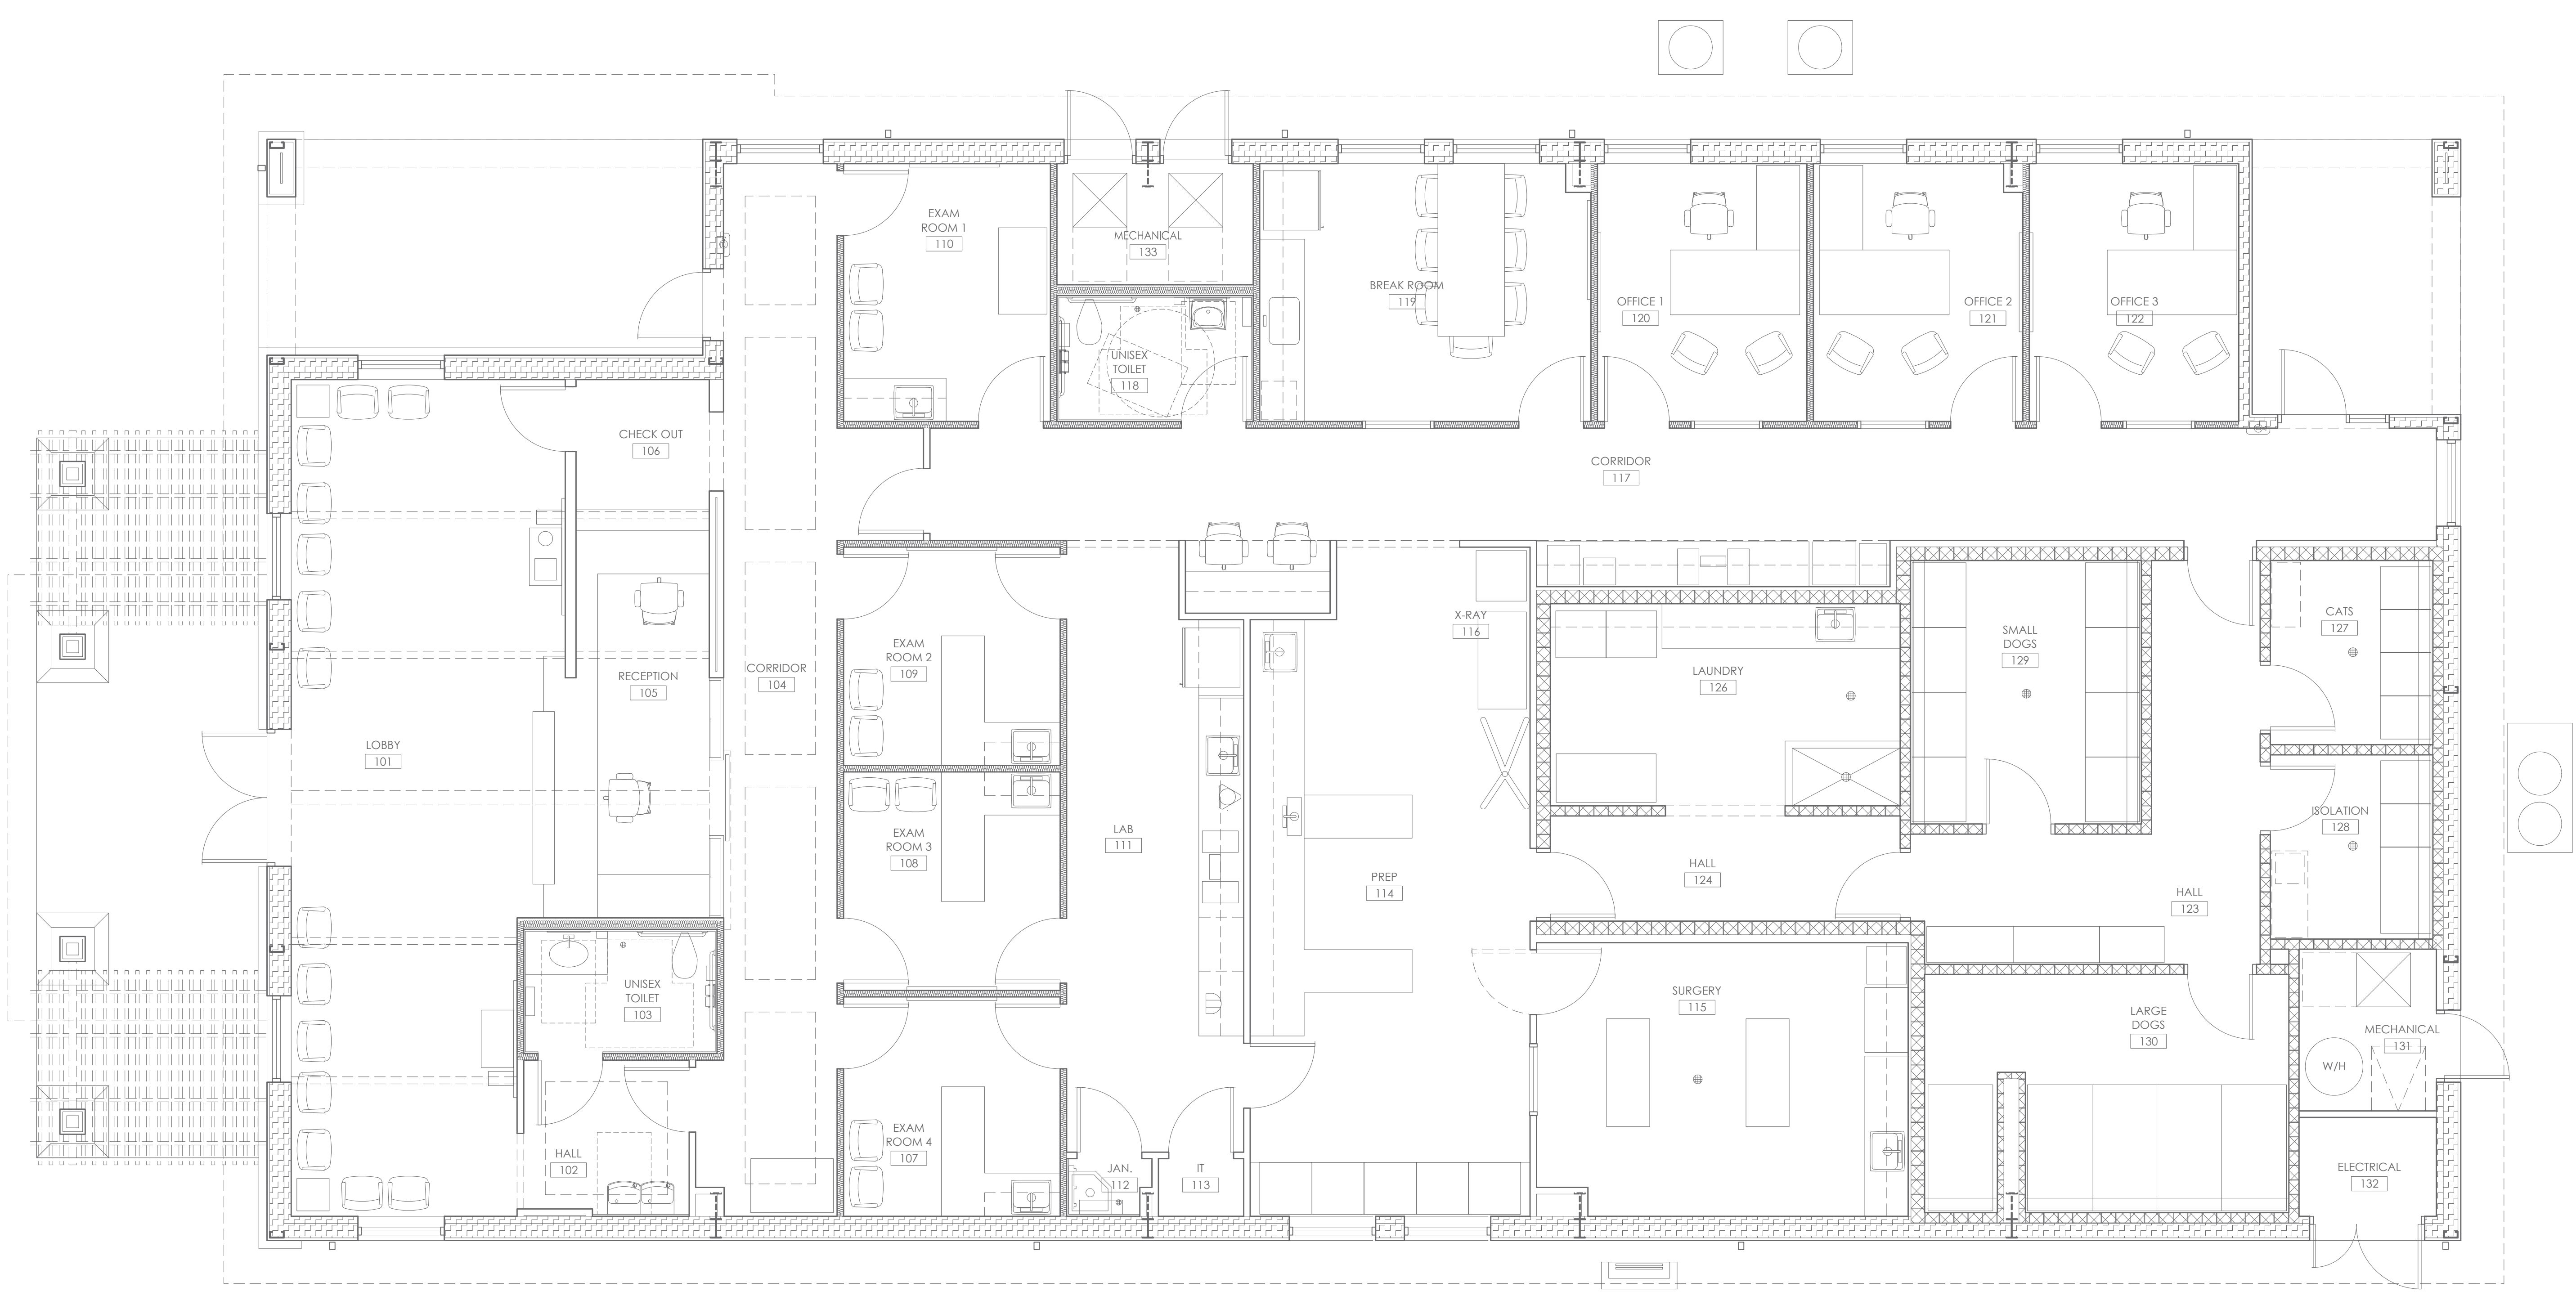 EXAM
ROOM 1
110
MECHANICAL
133
BREAK ROOM
119
OFFICE 1
120
OFFICE 2
121
OFFICE 3
122
UNISEX
TOILET
118
CHECK OUT
106
CORRIDOR
117
EXAM
ROOM 2
109
RECEPTION
105
CORRIDOR
104
LOBBY
101
X-RAY
116
LAUNDRY
126
SMALL
DOGS
129
CATS
127
EXAM
ROOM 3
108
LAB
111
PREP
114
HALL
124
HALL
123
ISOLATION
128
UNISEX
TOILET
103
SURGERY
115
LARGE
DOGS
130
MECHANICAL
131
W/H
HALL
102
EXAM
ROOM 4
107
JAN.
112
IT
113
ELECTRICAL
132